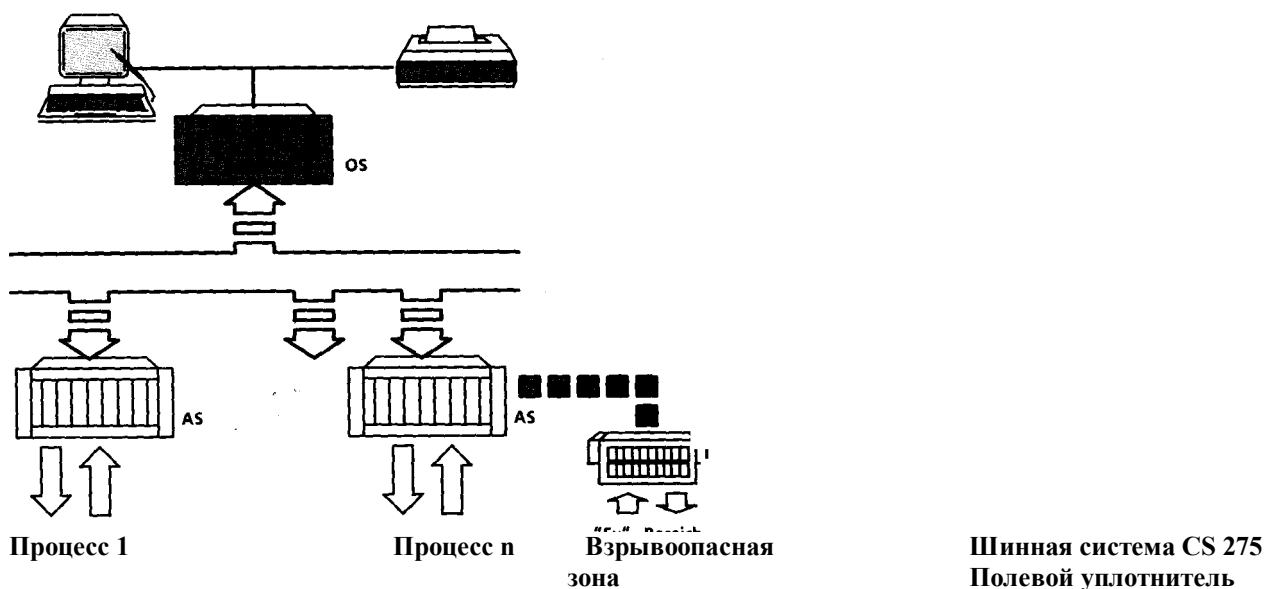 OS
AS
AS
Процесс 1 Процесс n Взрывоопасная Шинная система CS 275
зона Полевой уплотнитель